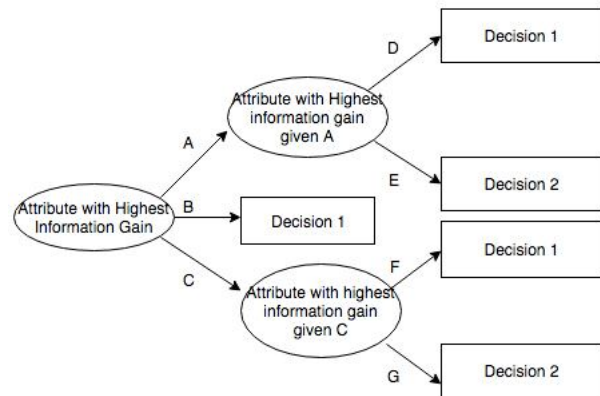 D
Decision 1
Attribute with Highest
information gain
given A
A
E
Decision 2
Attribute with Highest
Information Gain
B
Decision 1
C
F
Decision 1
Attribute with highest
information gain
given C
G
Decision 2